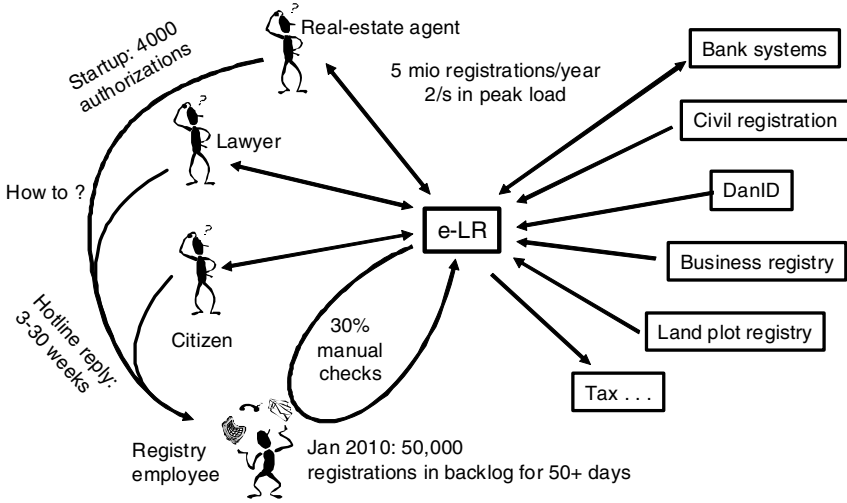 ?
Real-estate agent
Startup: 4000
authorizations
5 mio registrations/year
2/s in peak load
Bank systems
Civil registration
?
Lawyer
How to ?
DanID
e-LR
?
Business registry
Citizen
Hotline reply:
3-30 weeks
30%
manual
checks
Land plot registry
Tax . . .
Registry
employee
Jan 2010: 50,000
registrations in backlog for 50+ days